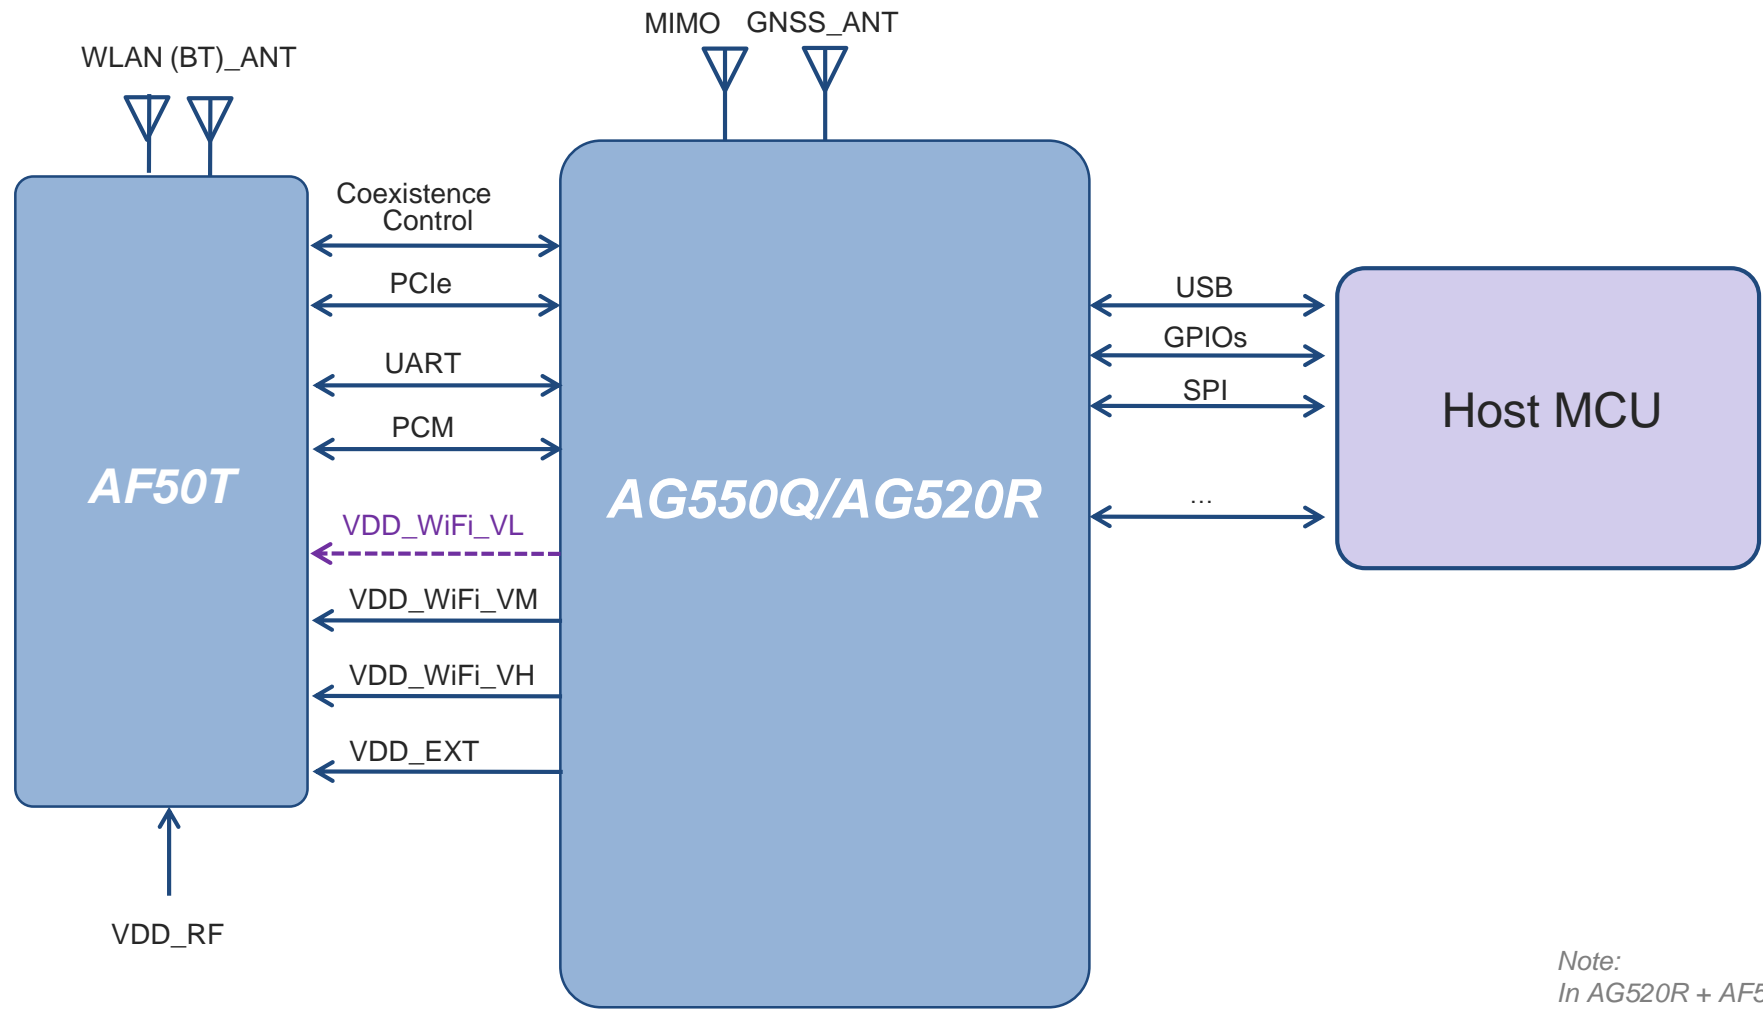 MIMO GNSS_ANT
WLAN (BT)_ANT
Coexistence
Control
PCIe
UART
PCM
VDD_WiFi_VL
VDD_WiFi_VM
VDD_WiFi_VH
VDD_EXT
AF50T
VDD_RF
AG550Q/AG520R
USB
GPIOs
SPI
...
Host MCU
Note:
In AG520R + AF5